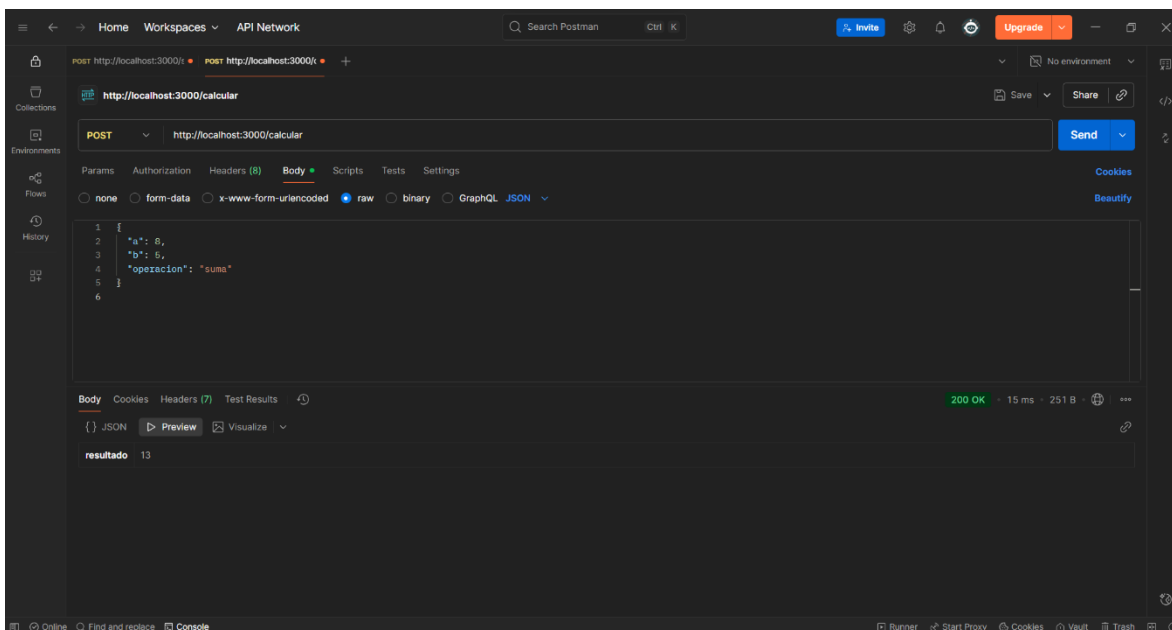 Home Workspaces API Network Search Postman Ctrl K Invite Upgrade
POST http://localhost:3000/s POST http://localhost:3000/c No environment
HTTP http://localhost:3000/calcular Save Share
Collections
POST http://localhost:3000/calcular Send
Environments
Params Authorization Headers (8) Body Scripts Tests Settings Cookies
Flows
none form-data x-www-form-urlencoded raw binary GraphQL JSON Beautify
History
1 {
2 "a": 8,
3 "b": 5,
4 "operacion": "suma"
5 }
6
Body Cookies Headers (7) Test Results 200 OK 15 ms 251 B
{} JSON Preview Visualize
resultado 13
Online Find and replace Console Runner Start Proxy Cookies Vault Trash